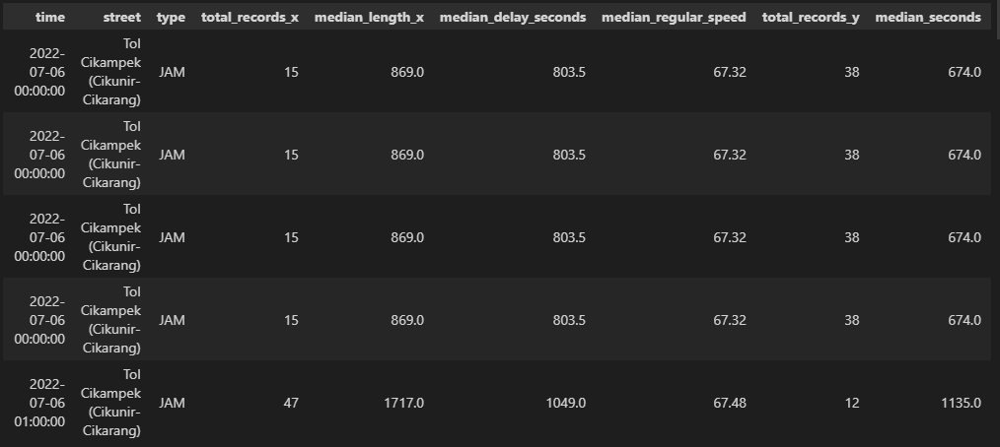 time street type total_records_x median_length_x median_delay_seconds median_regular_speed total_records_y median_seconds
2022-07-06 00:00:00 Tol Cikampek (Cikunir-Cikarang) JAM 15 869.0 803.5 67.32 38 674.0
2022-07-06 00:00:00 Tol Cikampek (Cikunir-Cikarang) JAM 15 869.0 803.5 67.32 38 674.0
2022-07-06 00:00:00 Tol Cikampek (Cikunir-Cikarang) JAM 15 869.0 803.5 67.32 38 674.0
2022-07-06 00:00:00 Tol Cikampek (Cikunir-Cikarang) JAM 15 869.0 803.5 67.32 38 674.0
2022-07-06 01:00:00 Tol Cikampek (Cikunir-Cikarang) JAM 47 1717.0 1049.0 67.48 12 1135.0